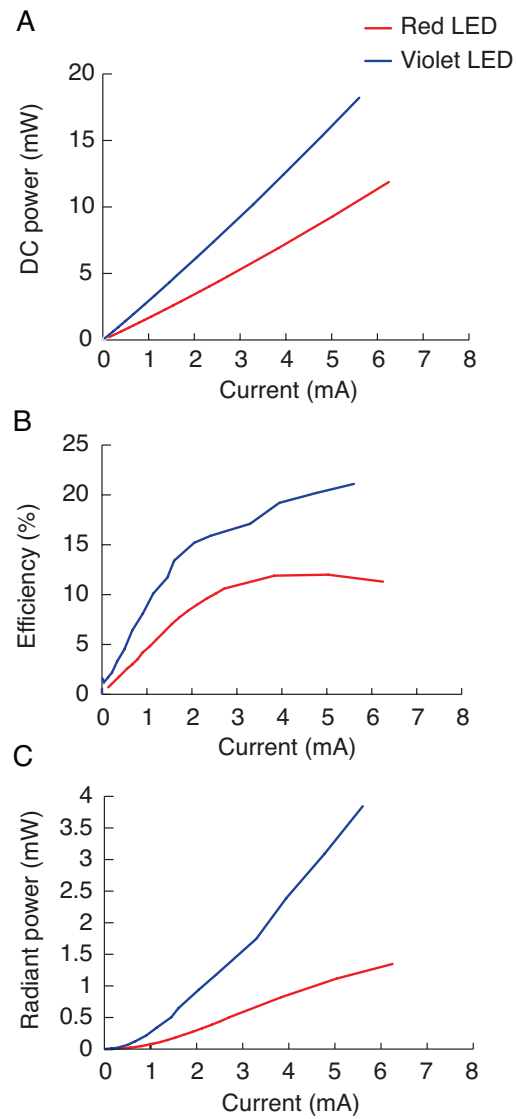 A
Red LED
Violet LED
DC power (mW)
20
15
10
5
0
0 1 2 3 4 5 6 7 8
Current (mA)
B
Efficiency (%)
25
20
15
10
5
0
0 1 2 3 4 5 6 7 8
Current (mA)
C
Radiant power (mW)
4
3.5
3
2.5
2
1.5
1
0.5
0
0 1 2 3 4 5 6 7 8
Current (mA)